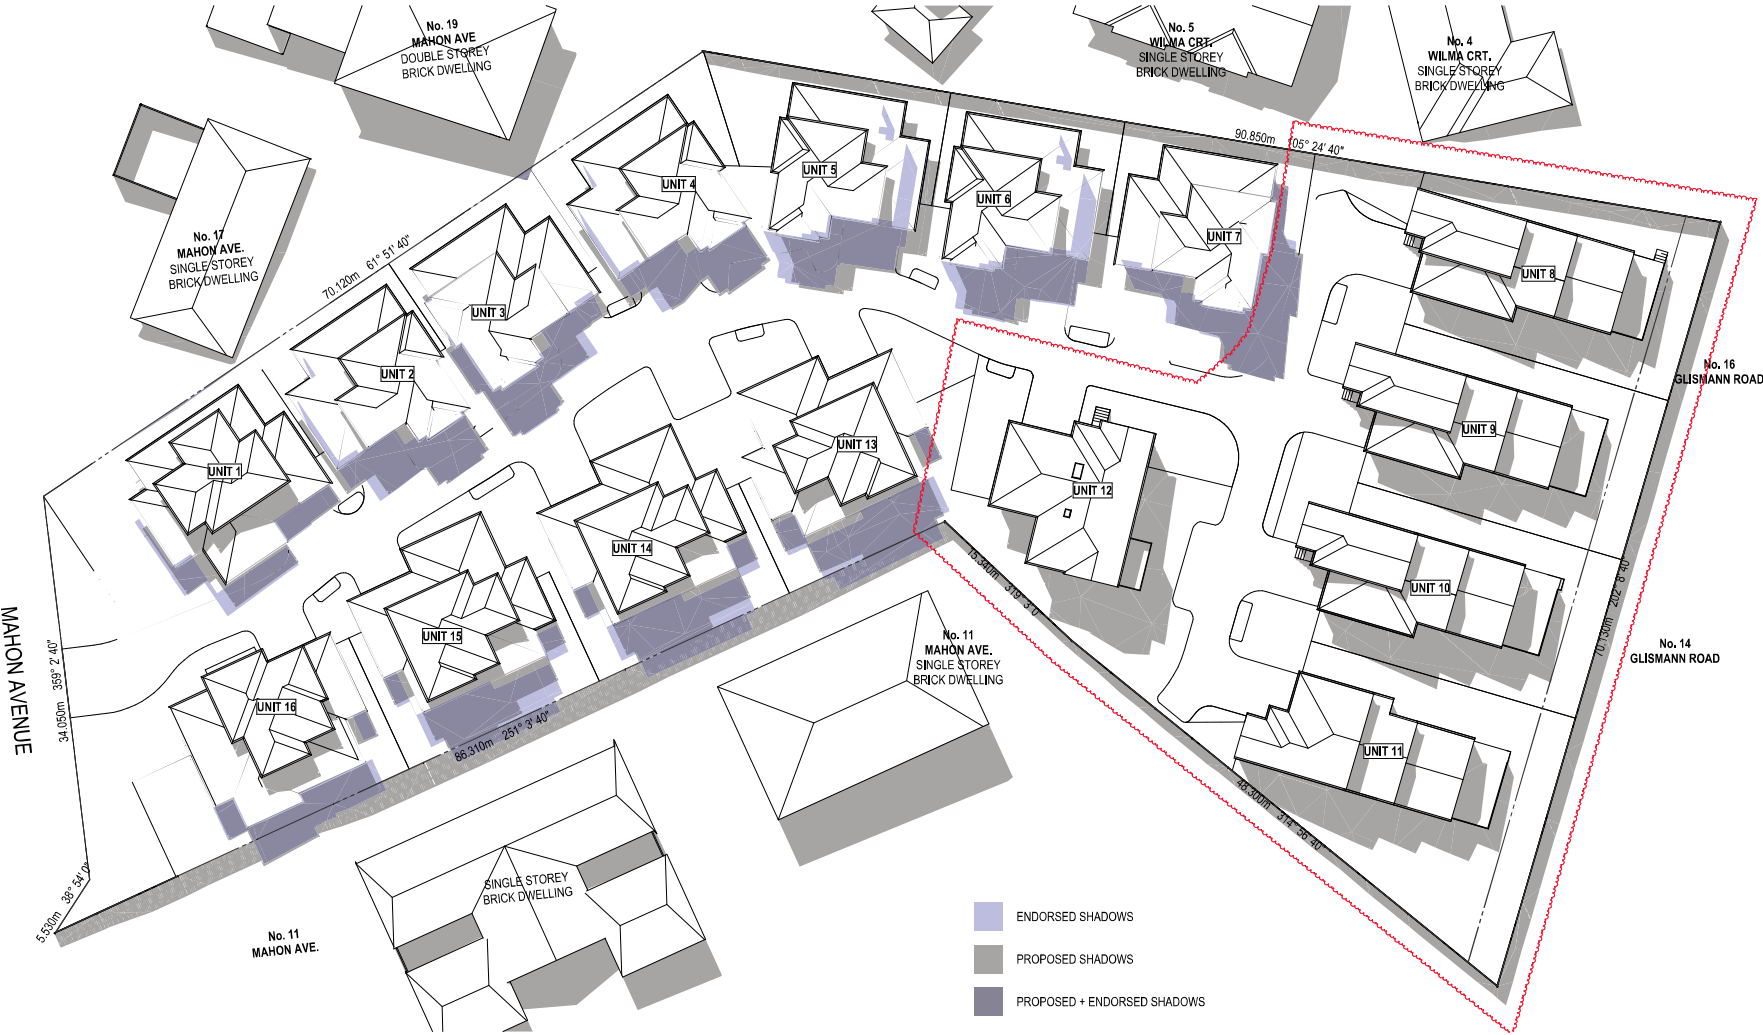 No. 19
MAHON AVE
DOUBLE STOREY
BRICK DWELLING
No. 5
WILMA CRT.
SINGLE STOREY
BRICK DWELLING
No. 4
WILMA CRT.
SINGLE STOREY
BRICK DWELLING
90.850m
105° 24' 40"
UNIT 4
UNIT 5
UNIT 6
UNIT 7
No. 17
MAHON AVE.
SINGLE STOREY
BRICK DWELLING
70.120m 61° 51' 40"
UNIT 8
UNIT 3
UNIT 2
No. 16
GLISMANN ROAD
UNIT 1
UNIT 13
UNIT 9
UNIT 12
UNIT 14
15.340m 319° 3' 0"
UNIT 10
70.130m 202° 8' 40"
MAHON AVENUE
34.050m 359° 2' 40"
UNIT 15
No. 11
MAHON AVE.
SINGLE STOREY
BRICK DWELLING
No. 14
GLISMANN ROAD
UNIT 16
86.310m 251° 3' 40"
UNIT 11
48.300m 314° 56' 40"
5.530m 38° 54' 0"
SINGLE STOREY
BRICK DWELLING
No. 11
MAHON AVE.
ENDORSED SHADOWS
PROPOSED SHADOWS
PROPOSED + ENDORSED SHADOWS